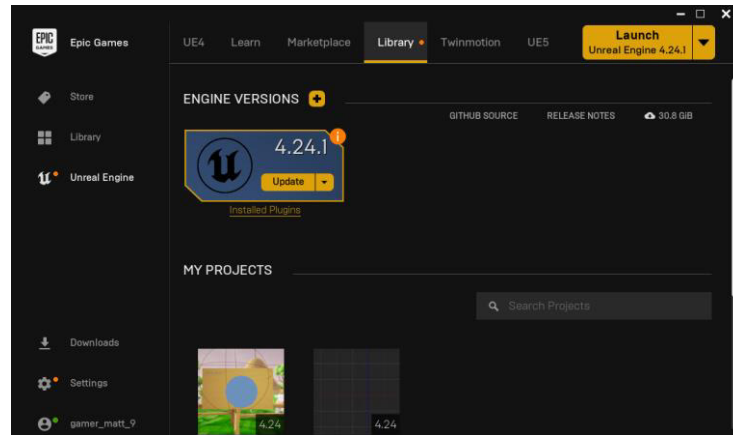 EPIC
GAMES
Epic Games
Store
Library
Unreal Engine
Downloads
Settings
gamer_matt_9
UE4 Learn Marketplace Library Twinmotion UE5
Launch
Unreal Engine 4.24.1
ENGINE VERSIONS
GITHUB SOURCE RELEASE NOTES 30.8 GiB
4.24.1
Update
Installed Plugins
MY PROJECTS
Search Projects
4.24 4.24